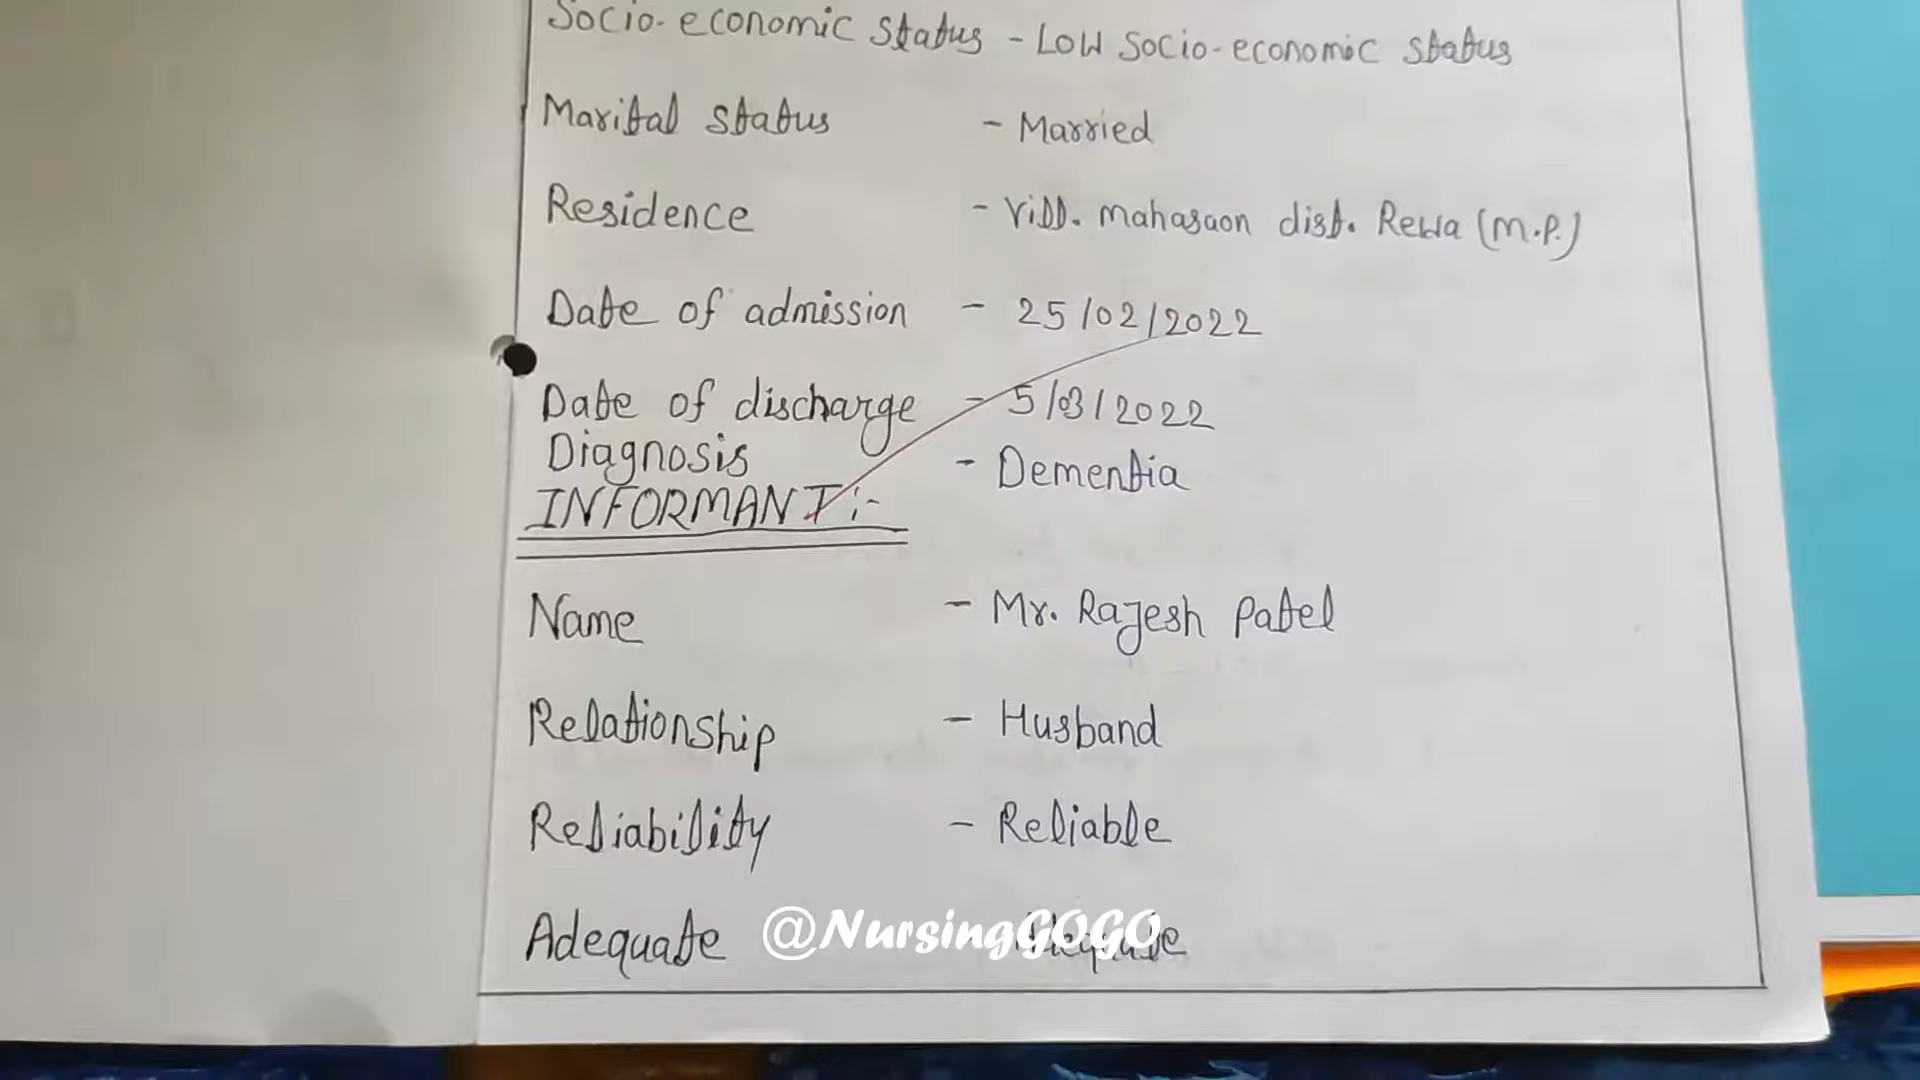 Socio-economic status - Low socio-economic status
Marital status - Married
Residence - Vill. mahasaon dist. Rewa (M.P.)
Date of admission - 25/02/2022
Date of discharge - 5/03/2022
Diagnosis - Dementia
INFORMANT :-
Name - Mr. Rajesh Patel
Relationship - Husband
Reliability - Reliable
Adequate Adequate
@NursingGOGO